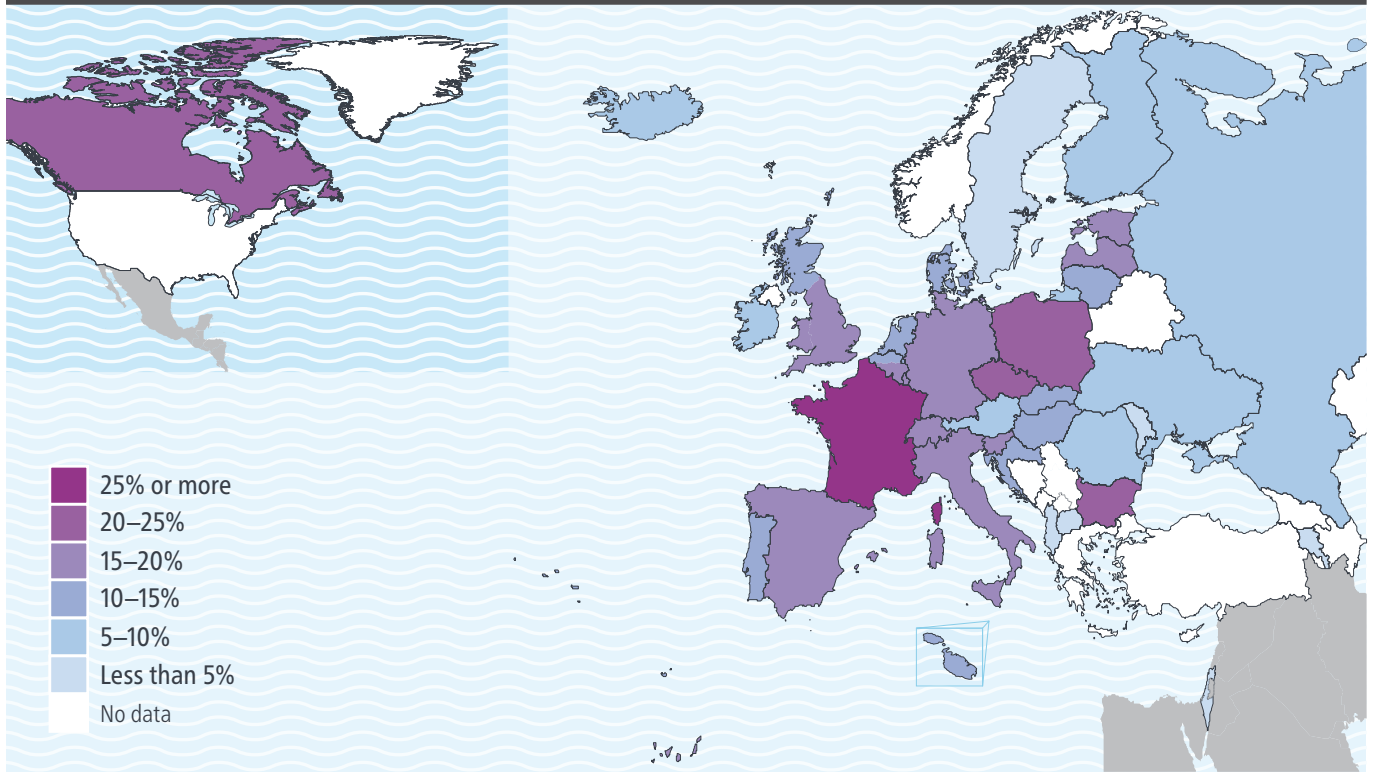 25% or more
20–25%
15–20%
10–15%
5–10%
Less than 5%
No data